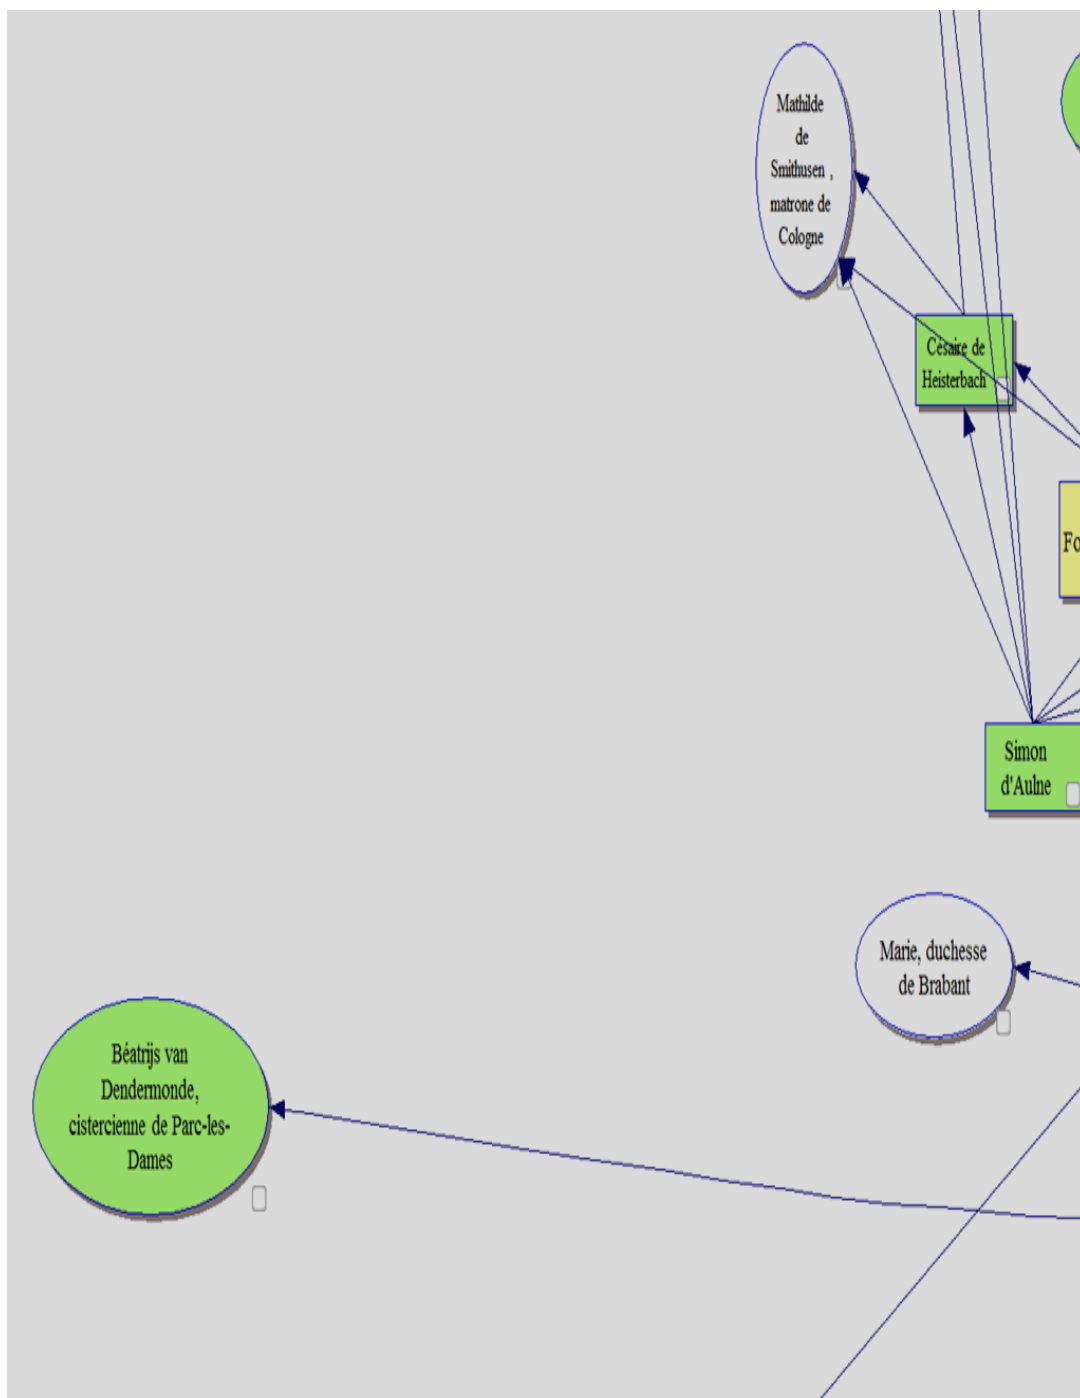 Mathilde
de
Smithusen ,
matrone de
Cologne
Césaire de
Heisterbach
Fo
Simon
d'Aulne
Marie, duchesse
de Brabant
Béatrijs van
Dendermonde,
cistercienne de Parc-les-
Dames